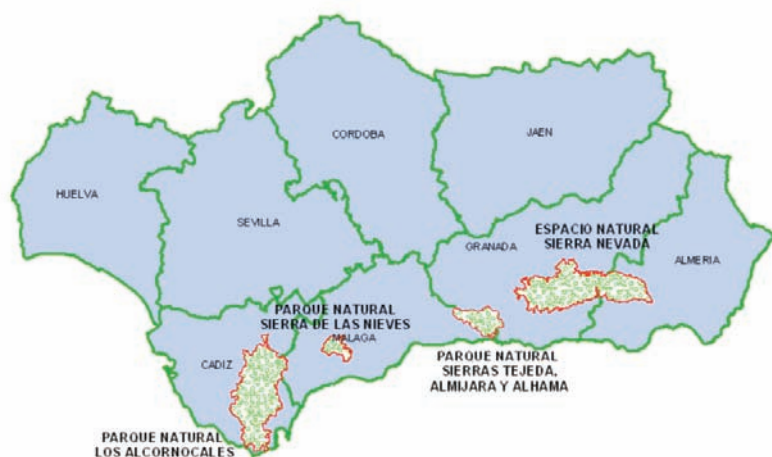 CORDOBA
JAEN
HUELVA
SEVILLA
ESPACIO NATURAL
SIERRA NEVADA
GRANADA
ALMERIA
PARQUE NATURAL
SIERRA DE LAS NIEVES
MALAGA
CADIZ
PARQUE NATURAL
SIERRAS TEJEDA,
ALMIJARA Y ALHAMA
PARQUE NATURAL
LOS ALCORNOCALES